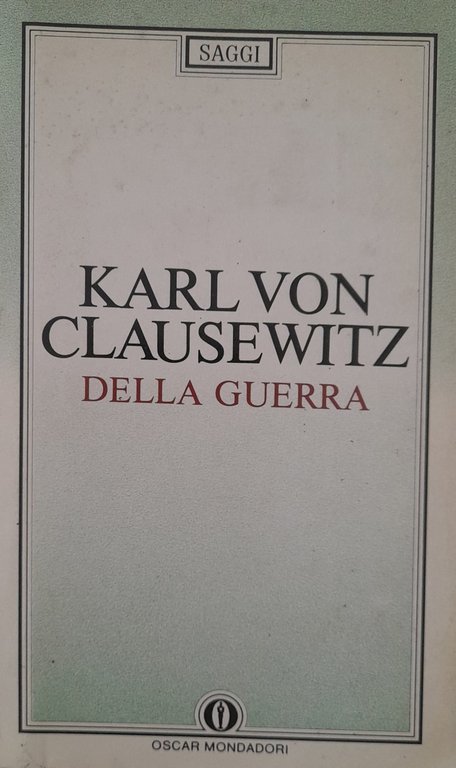 SAGGI
KARL VON
CLAUSEWITZ
DELLA GUERRA
OSCAR MONDADORI